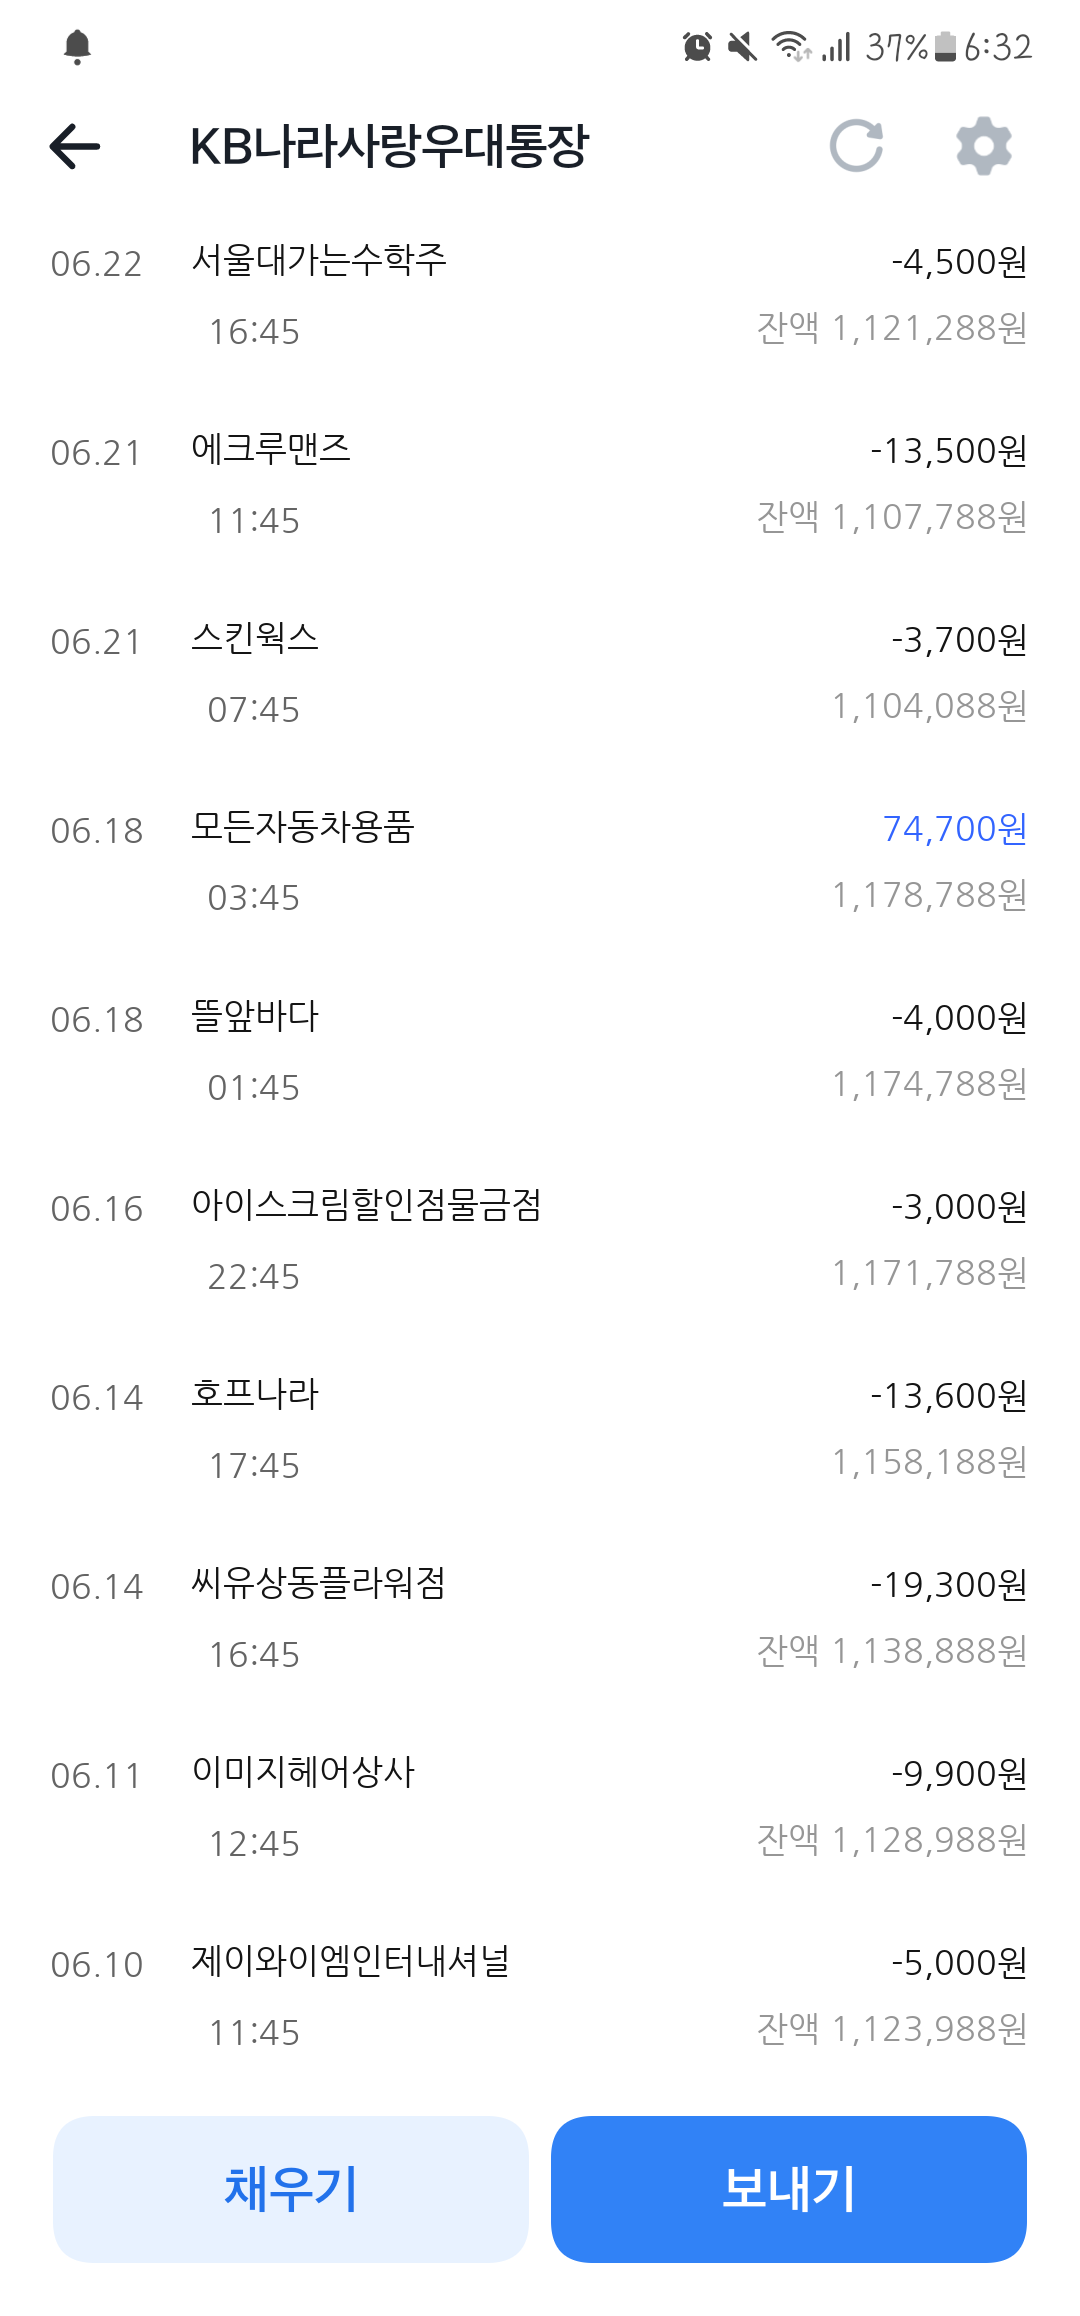 37% 6:32
KB나라사랑우대통장
06.22 서울대가는수학주 -4,500원
16:45 잔액 1,121,288원
06.21 에크루맨즈 -13,500원
11:45 잔액 1,107,788원
06.21 스킨웍스 -3,700원
07:45 1,104,088원
06.18 모든자동차용품 74,700원
03:45 1,178,788원
06.18 뜰앞바다 -4,000원
01:45 1,174,788원
06.16 아이스크림할인점물금점 -3,000원
22:45 1,171,788원
06.14 호프나라 -13,600원
17:45 1,158,188원
06.14 씨유상동플라워점 -19,300원
16:45 잔액 1,138,888원
06.11 이미지헤어상사 -9,900원
12:45 잔액 1,128,988원
06.10 제이와이엠인터내셔널 -5,000원
11:45 잔액 1,123,988원
채우기 보내기